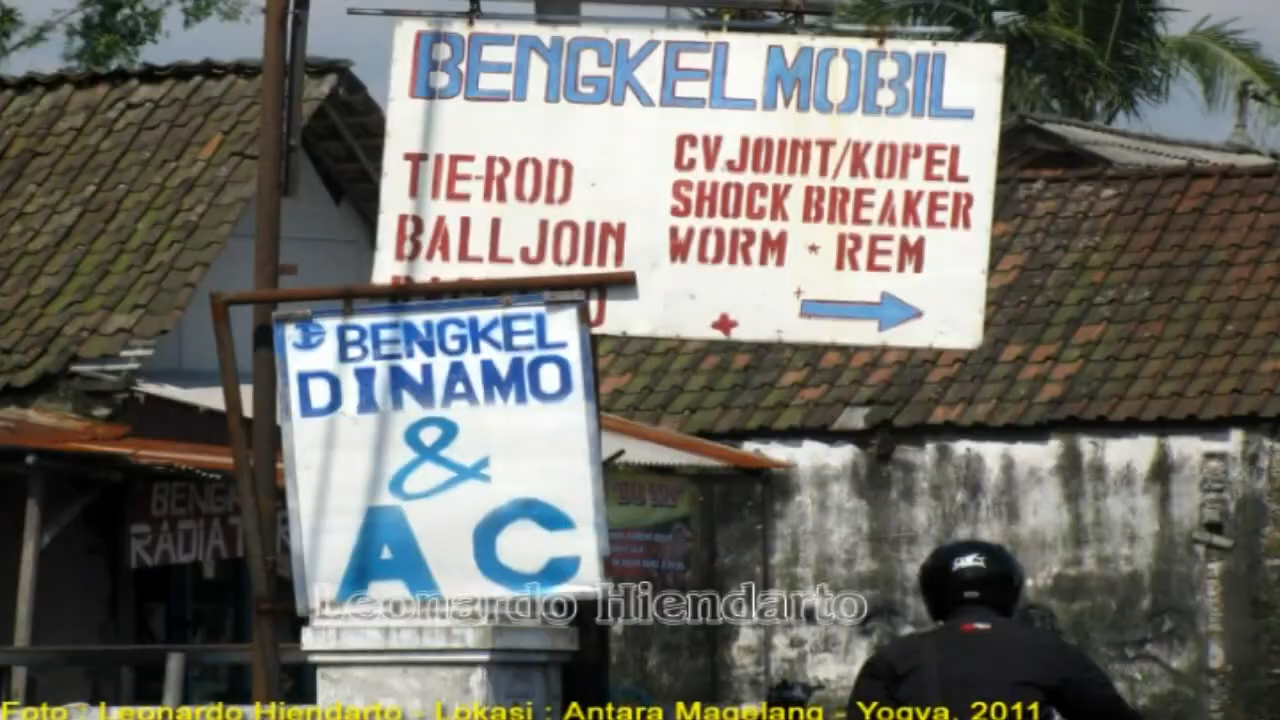 BENGKEL MOBIL
TIE-ROD
BALLJOIN
CV.JOINT/KOPEL
SHOCK BREAKER
WORM * REM
BENGKEL
DINAMO
&
AC
RADIAT
Leonardo Hiendarto
Foto : Leonardo Hiendarto - Lokasi : Antara Magelang - Yogya, 2011